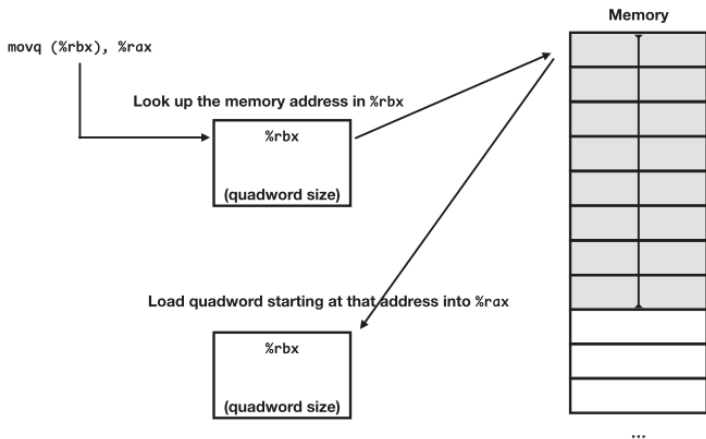 Memory
movq (%rbx), %rax
Look up the memory address in %rbx
%rbx
(quadword size)
Load quadword starting at that address into %rax
%rbx
(quadword size)
...